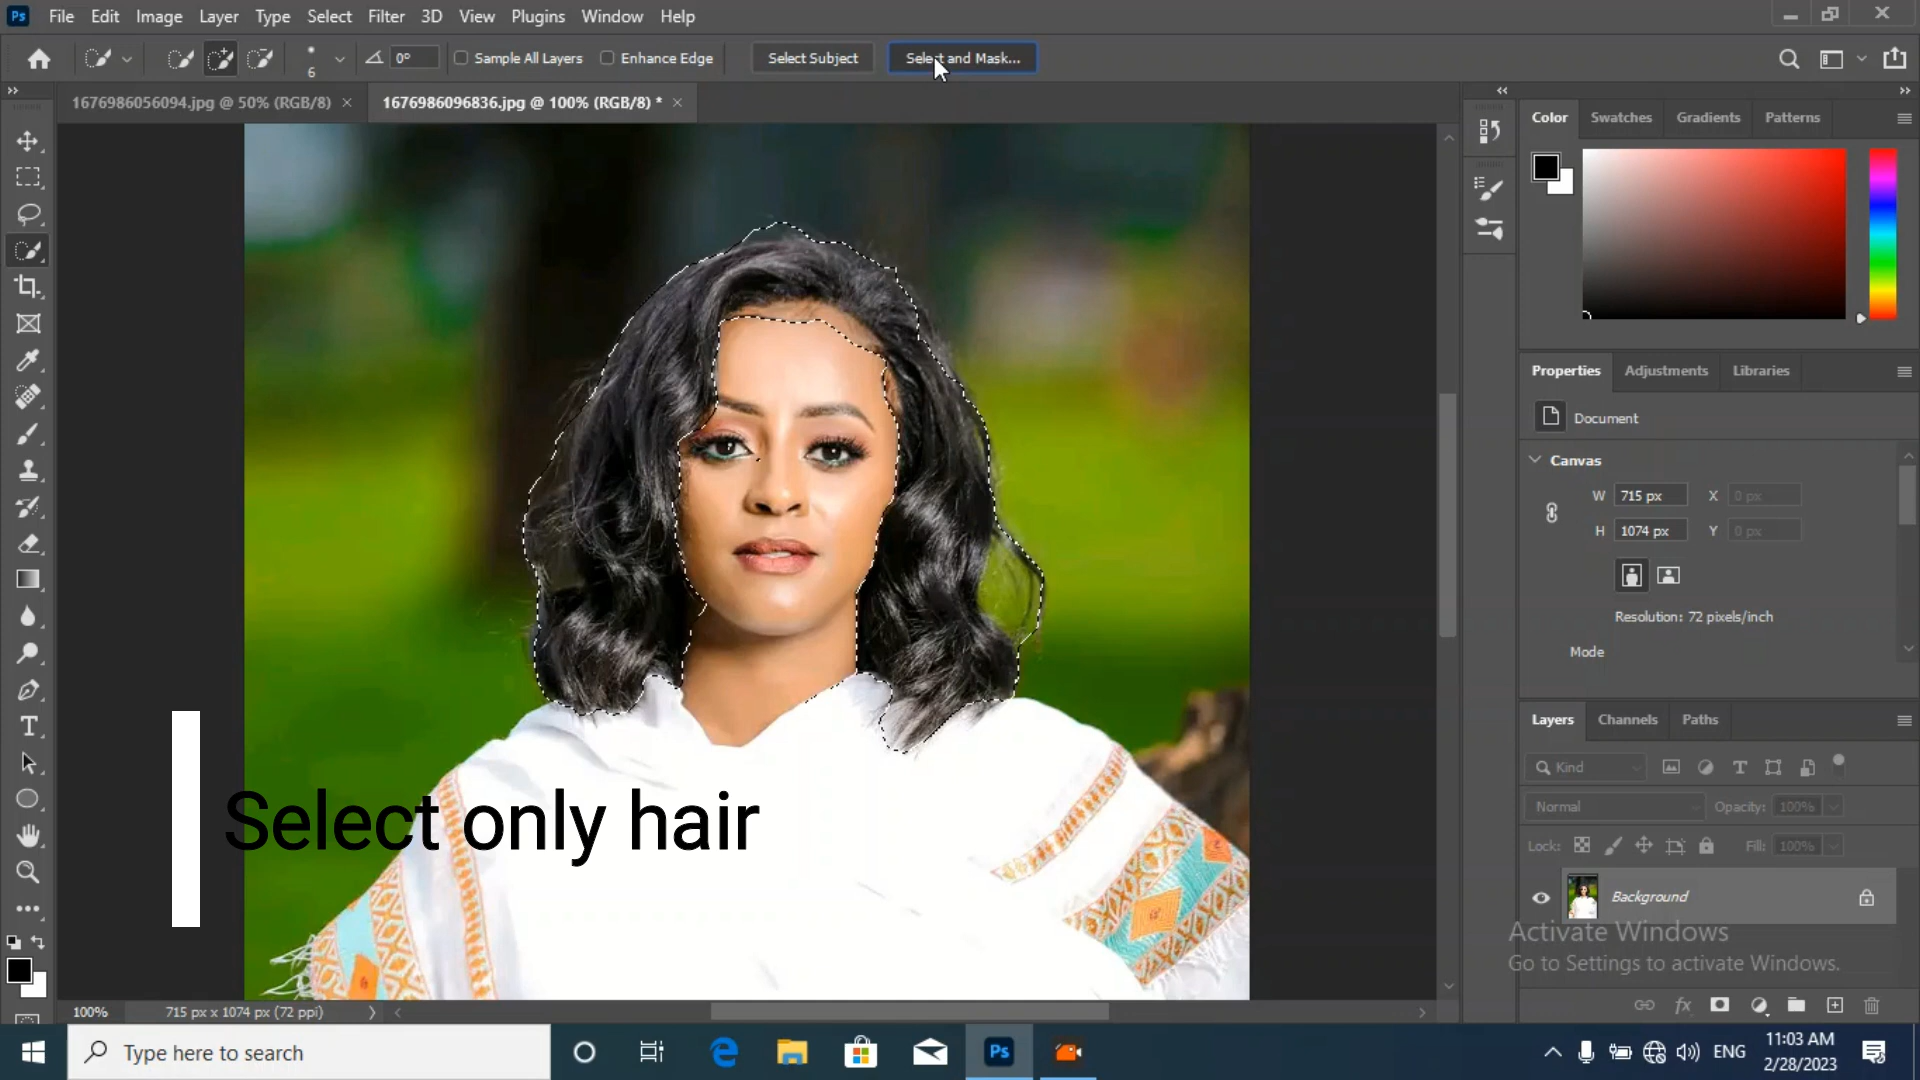 Ps File Edit Image Layer Type Select Filter 3D View Plugins Window Help
6 0° Sample All Layers Enhance Edge Select Subject Select and Mask...
1676986056094.jpg @ 50% (RGB/8) × 1676986096836.jpg @ 100% (RGB/8) * ×
Color Swatches Gradients Patterns
Properties Adjustments Libraries
Document
Canvas
W 715 px X 0 px
H 1074 px Y 0 px
Resolution: 72 pixels/inch
Mode
Layers Channels Paths
Kind
Normal Opacity: 100%
Lock: Fill: 100%
Background
Select only hair
Activate Windows
Go to Settings to activate Windows.
100% 715 px x 1074 px (72 ppi)
Type here to search
Ps
ENG
11:03 AM
2/28/2023